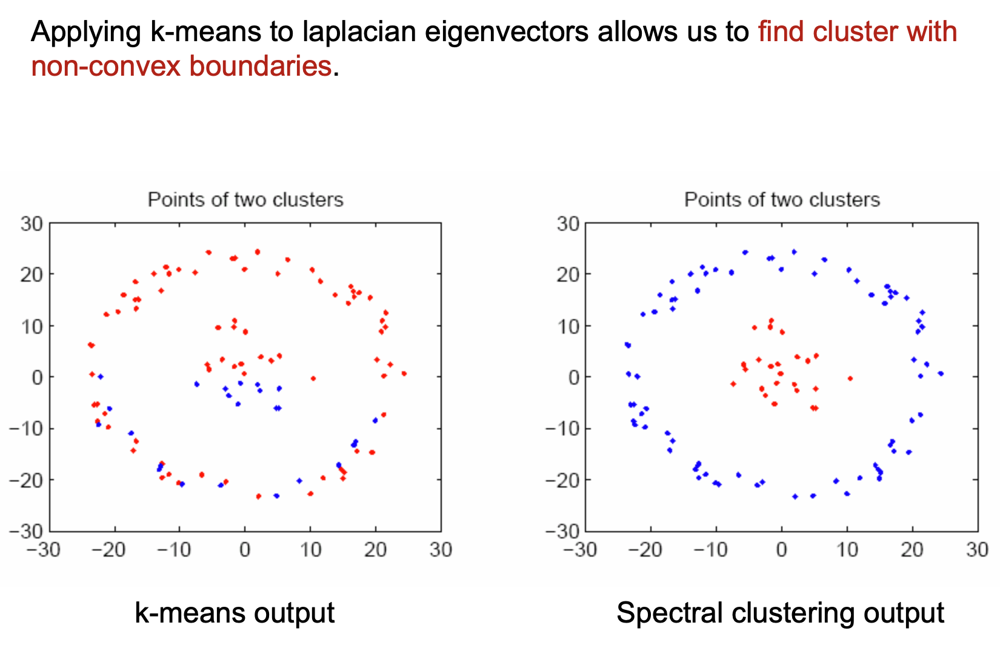 Applying k-means to laplacian eigenvectors allows us to find cluster with
non-convex boundaries.
Points of two clusters
30
20
10
0
−10
−20
−30
−30 −20 −10 0 10 20 30
k-means output
Points of two clusters
30
20
10
0
−10
−20
−30
−30 −20 −10 0 10 20 30
Spectral clustering output